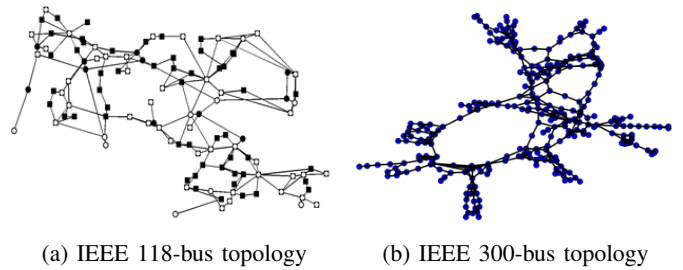 (a) IEEE 118-bus topology
(b) IEEE 300-bus topology